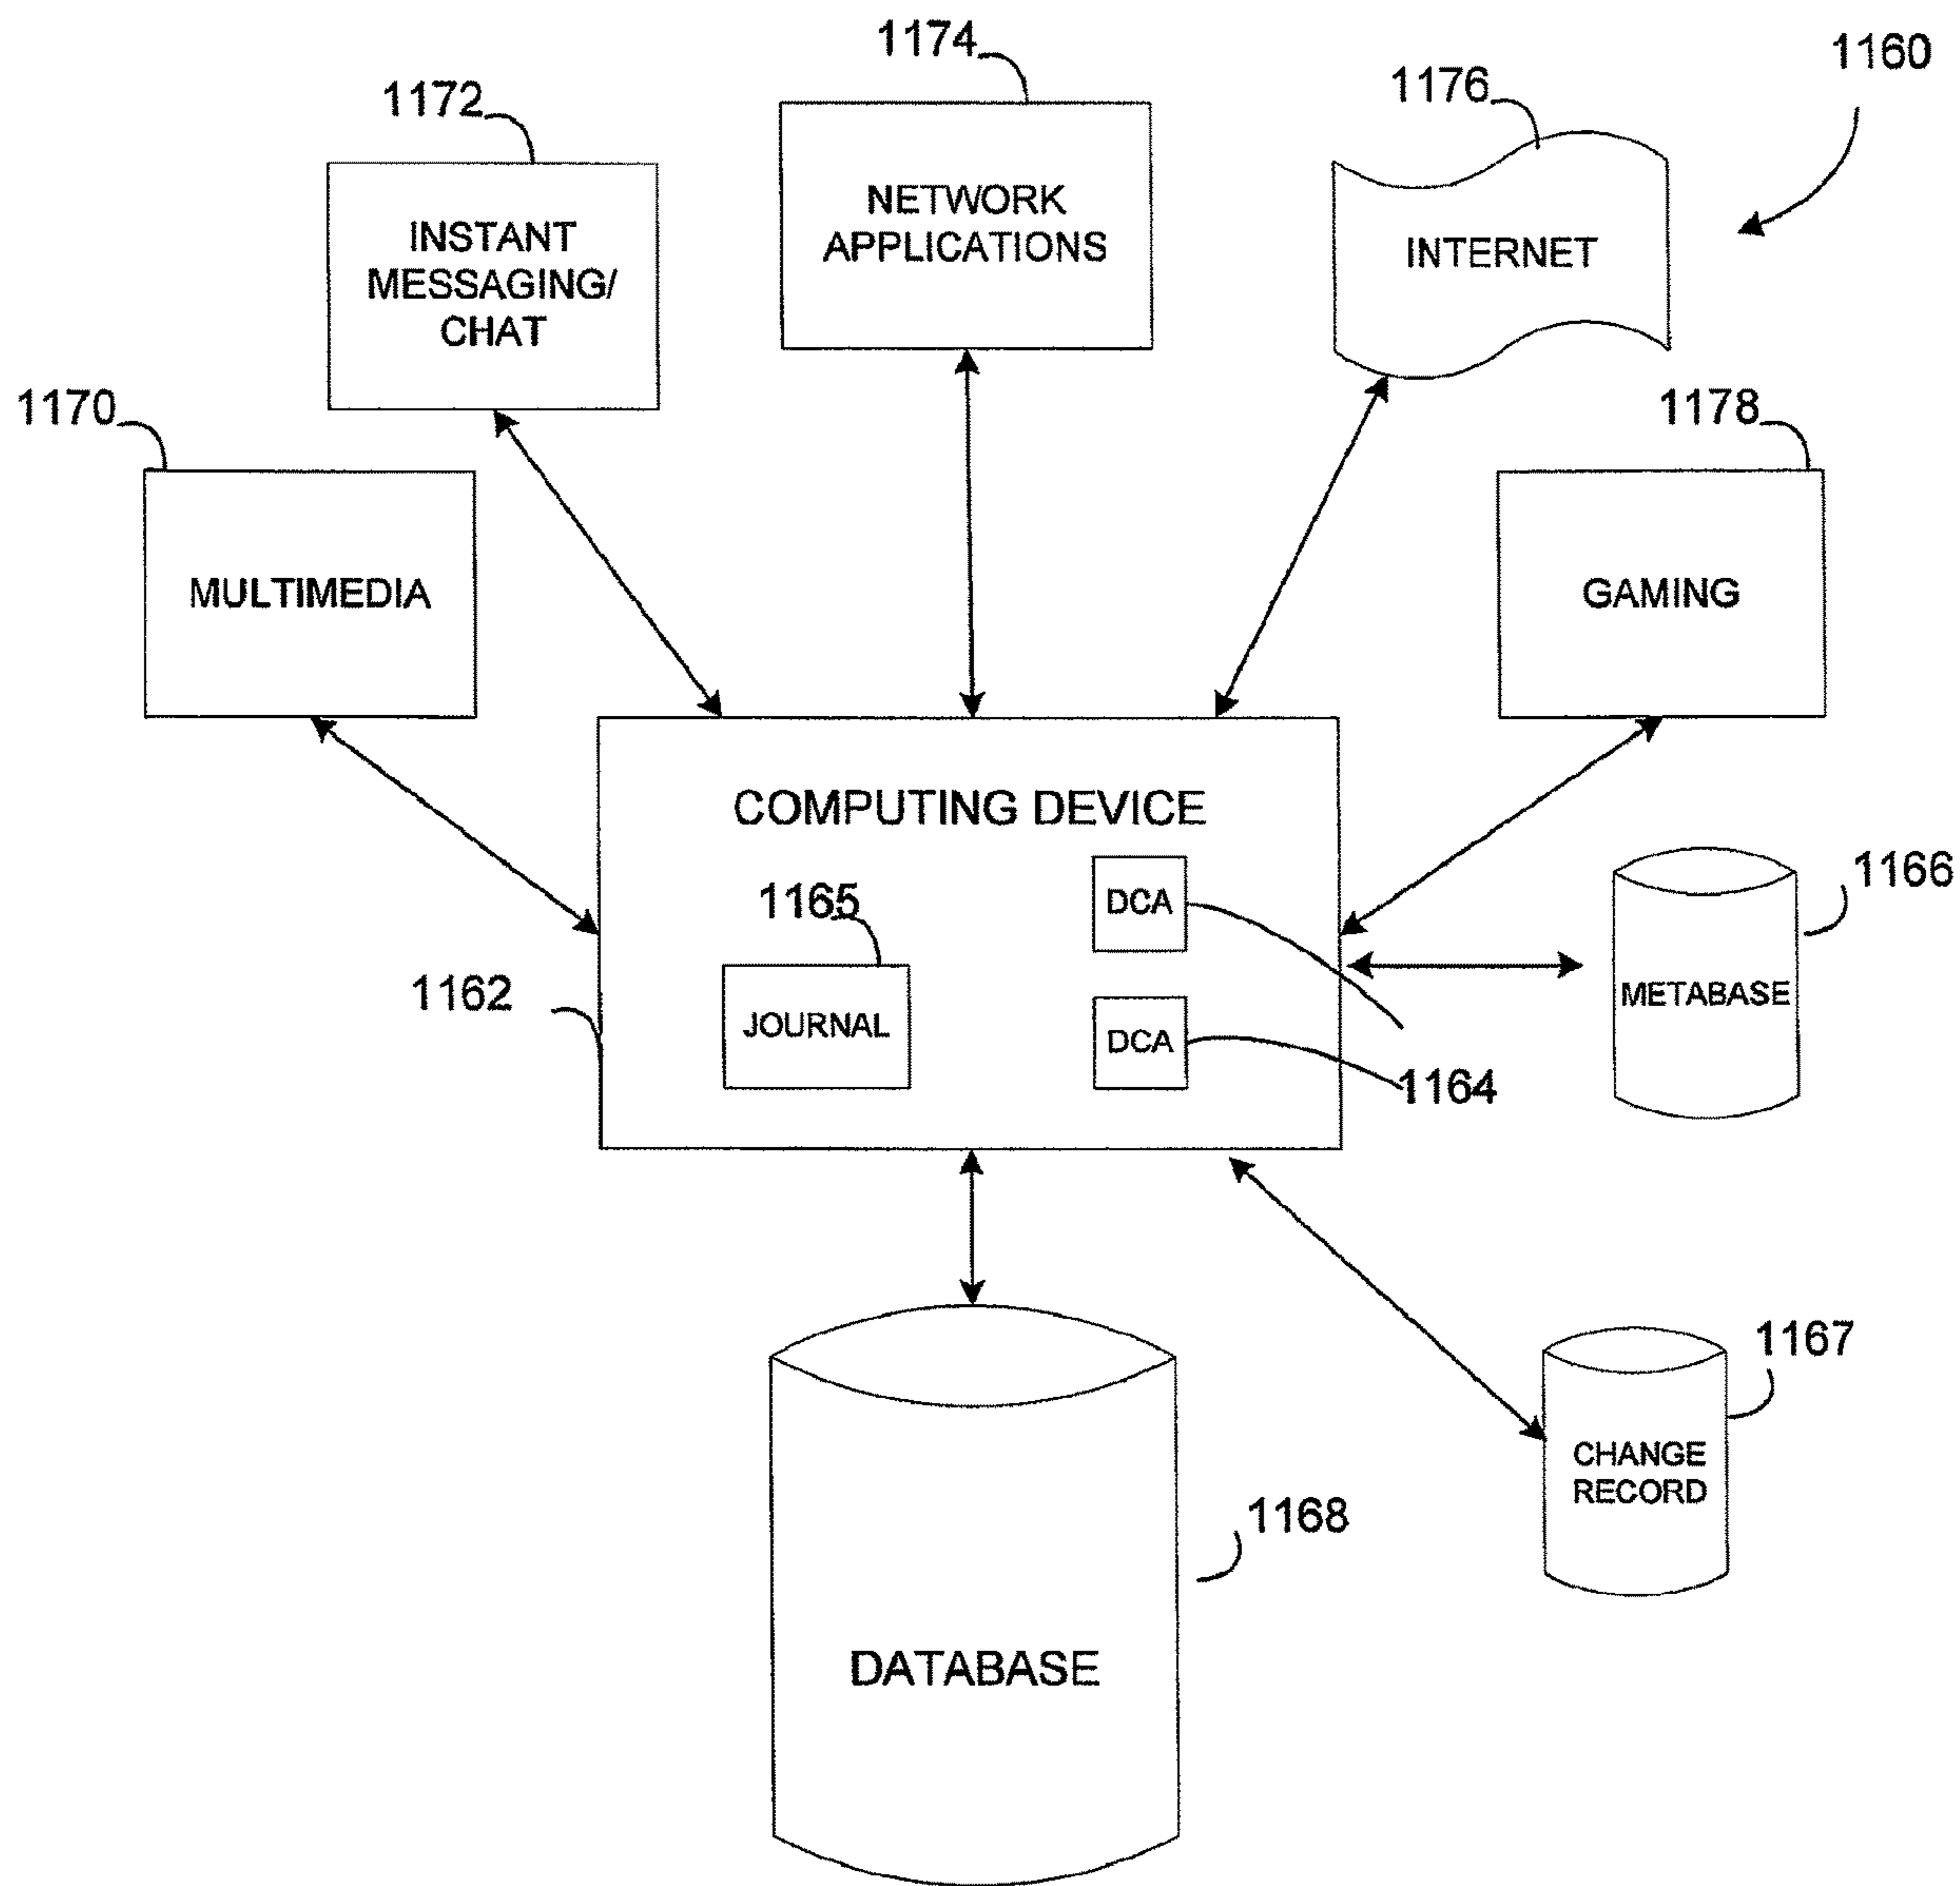 1174
1160
1172
1176
NETWORK
APPLICATIONS
INSTANT
MESSAGING/
CHAT
INTERNET
1170
1178
MULTIMEDIA
GAMING
COMPUTING DEVICE
1166
DCA
1165
METABASE
1162
JOURNAL
DCA
1164
1167
CHANGE
RECORD
1168
DATABASE